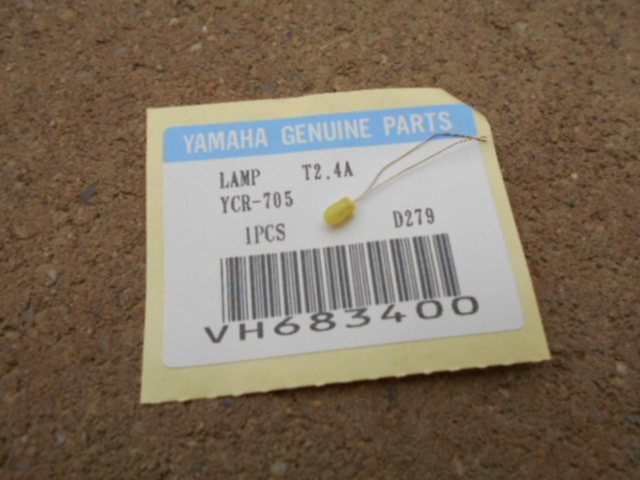 YAMAHA GENUINE PARTS
LAMP T2.4A
YCR-705
1PCS D279
VH683400